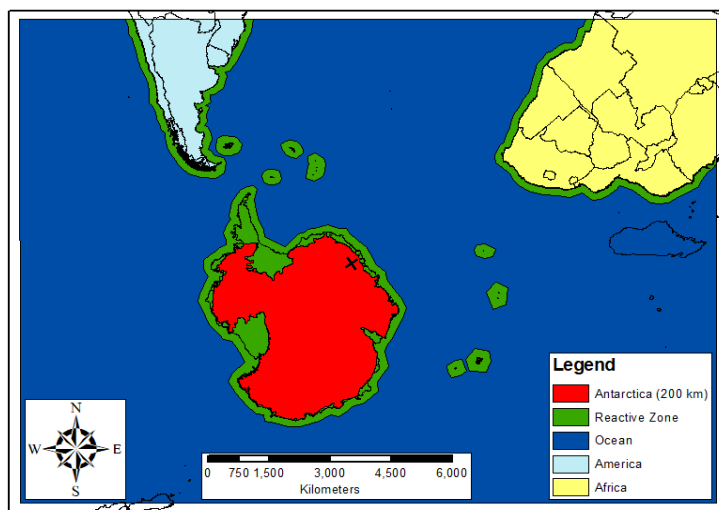 Legend
Antarctica (200 km)
Reactive Zone
Ocean
America
Africa
N
W E
S
0 750 1,500 3,000 4,500 6,000
Kilometers